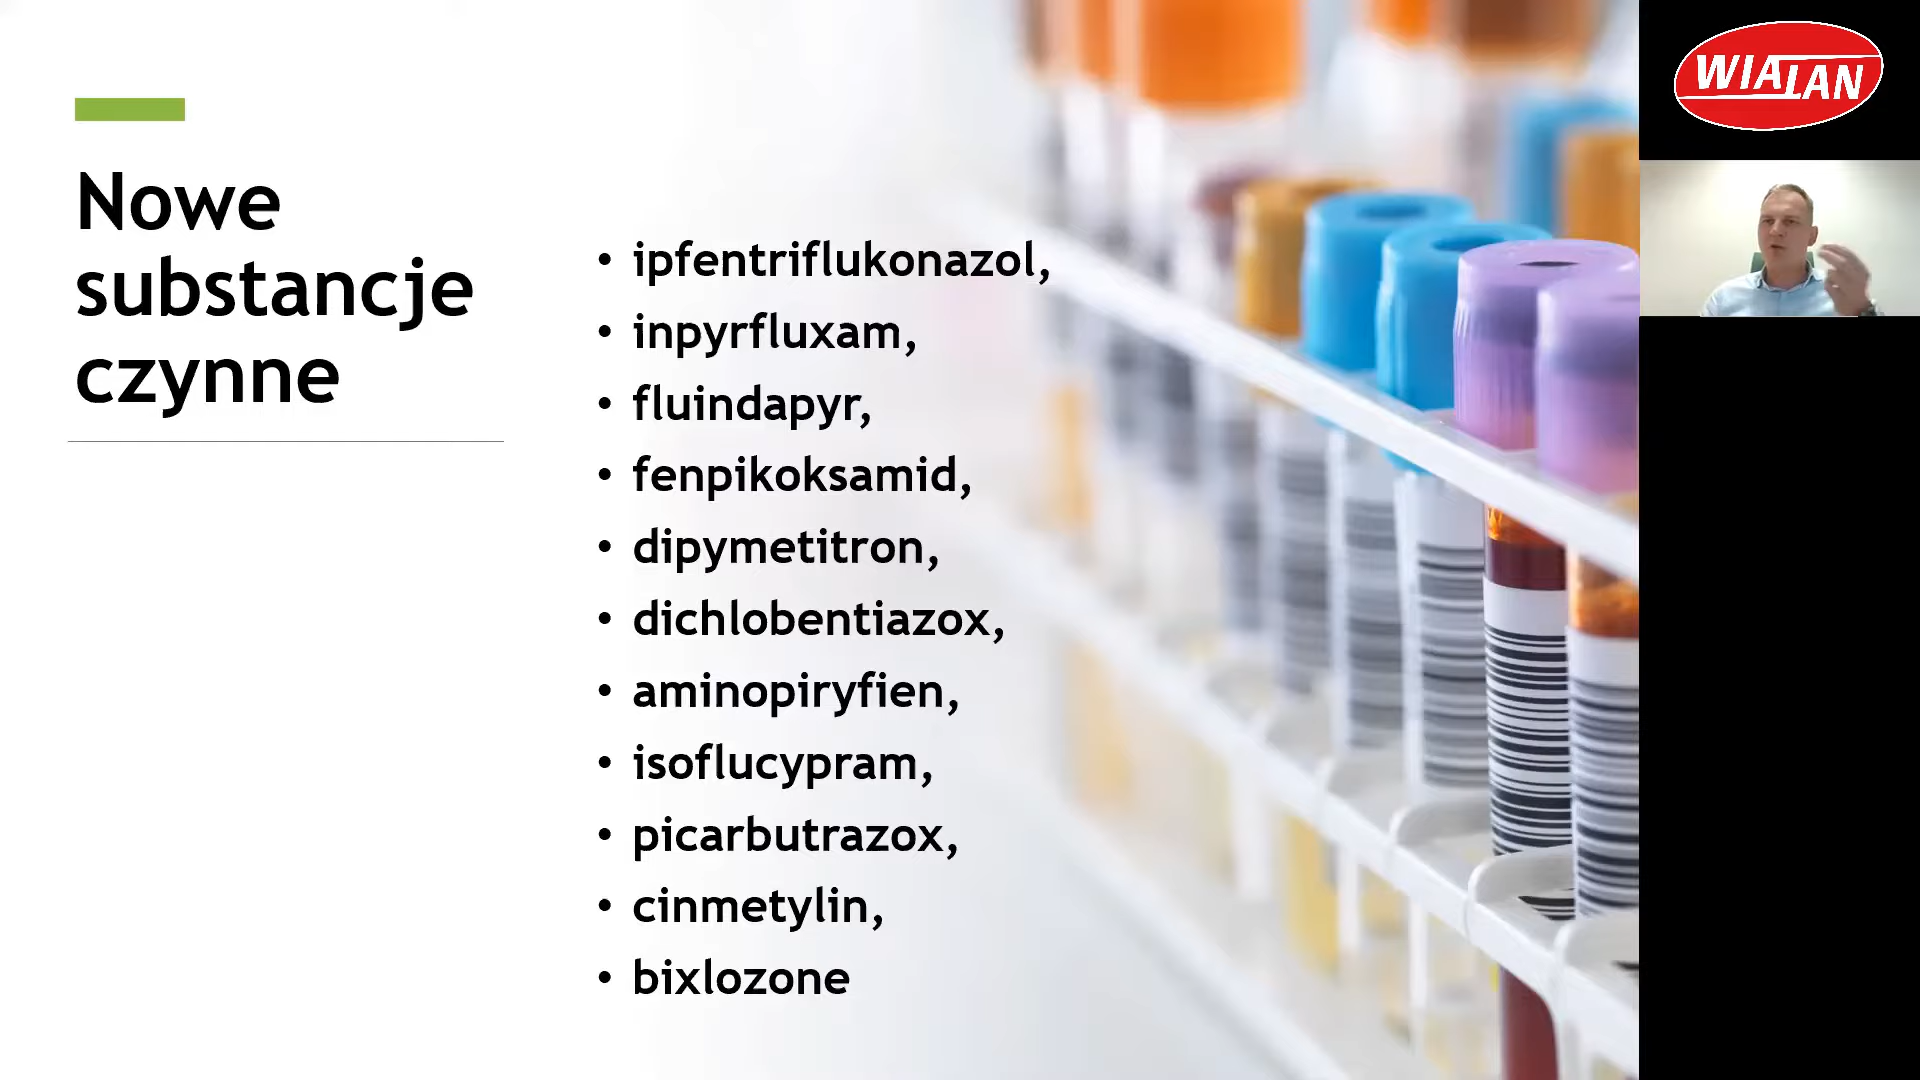 Nowe
substancje
czynne
• ipfentriflukonazol,
• inpyrfluxam,
• fluindapyr,
• fenpikoksamid,
• dipymetitron,
• dichlobentiazox,
• aminopiryfien,
• isoflucypram,
• picarbutrazox,
• cinmetylin,
• bixlozone
WIALAN